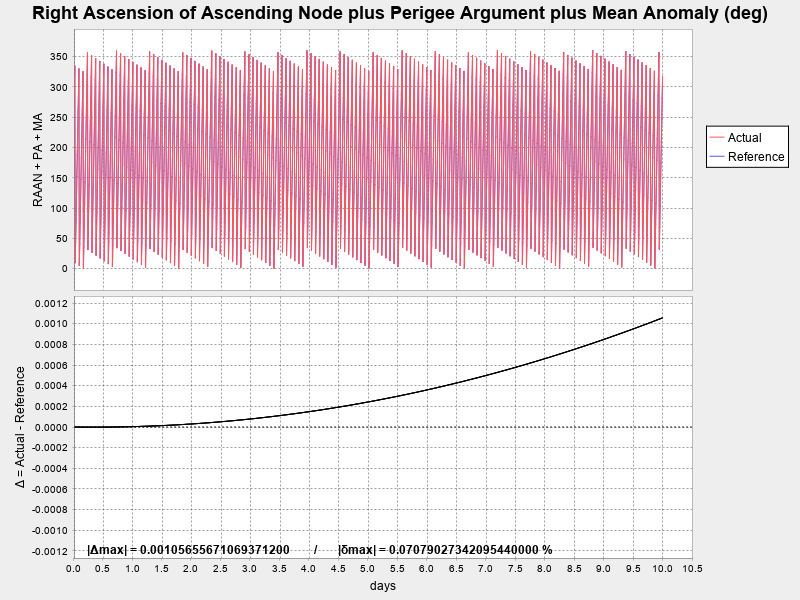 Right Ascension of Ascending Node plus Perigee Argument plus Mean Anomaly (deg)
RAAN + PA + MA
350
300
250
200
150
100
50
0
Actual
Reference
Δ = Actual - Reference
0.0012
0.0010
0.0008
0.0006
0.0004
0.0002
0.0000
-0.0002
-0.0004
-0.0006
-0.0008
-0.0010
-0.0012
|Δmax| = 0.00105655671069371200 / |δmax| = 0.07079027342095440000 %
0.0 0.5 1.0 1.5 2.0 2.5 3.0 3.5 4.0 4.5 5.0 5.5 6.0 6.5 7.0 7.5 8.0 8.5 9.0 9.5 10.0 10.5
days